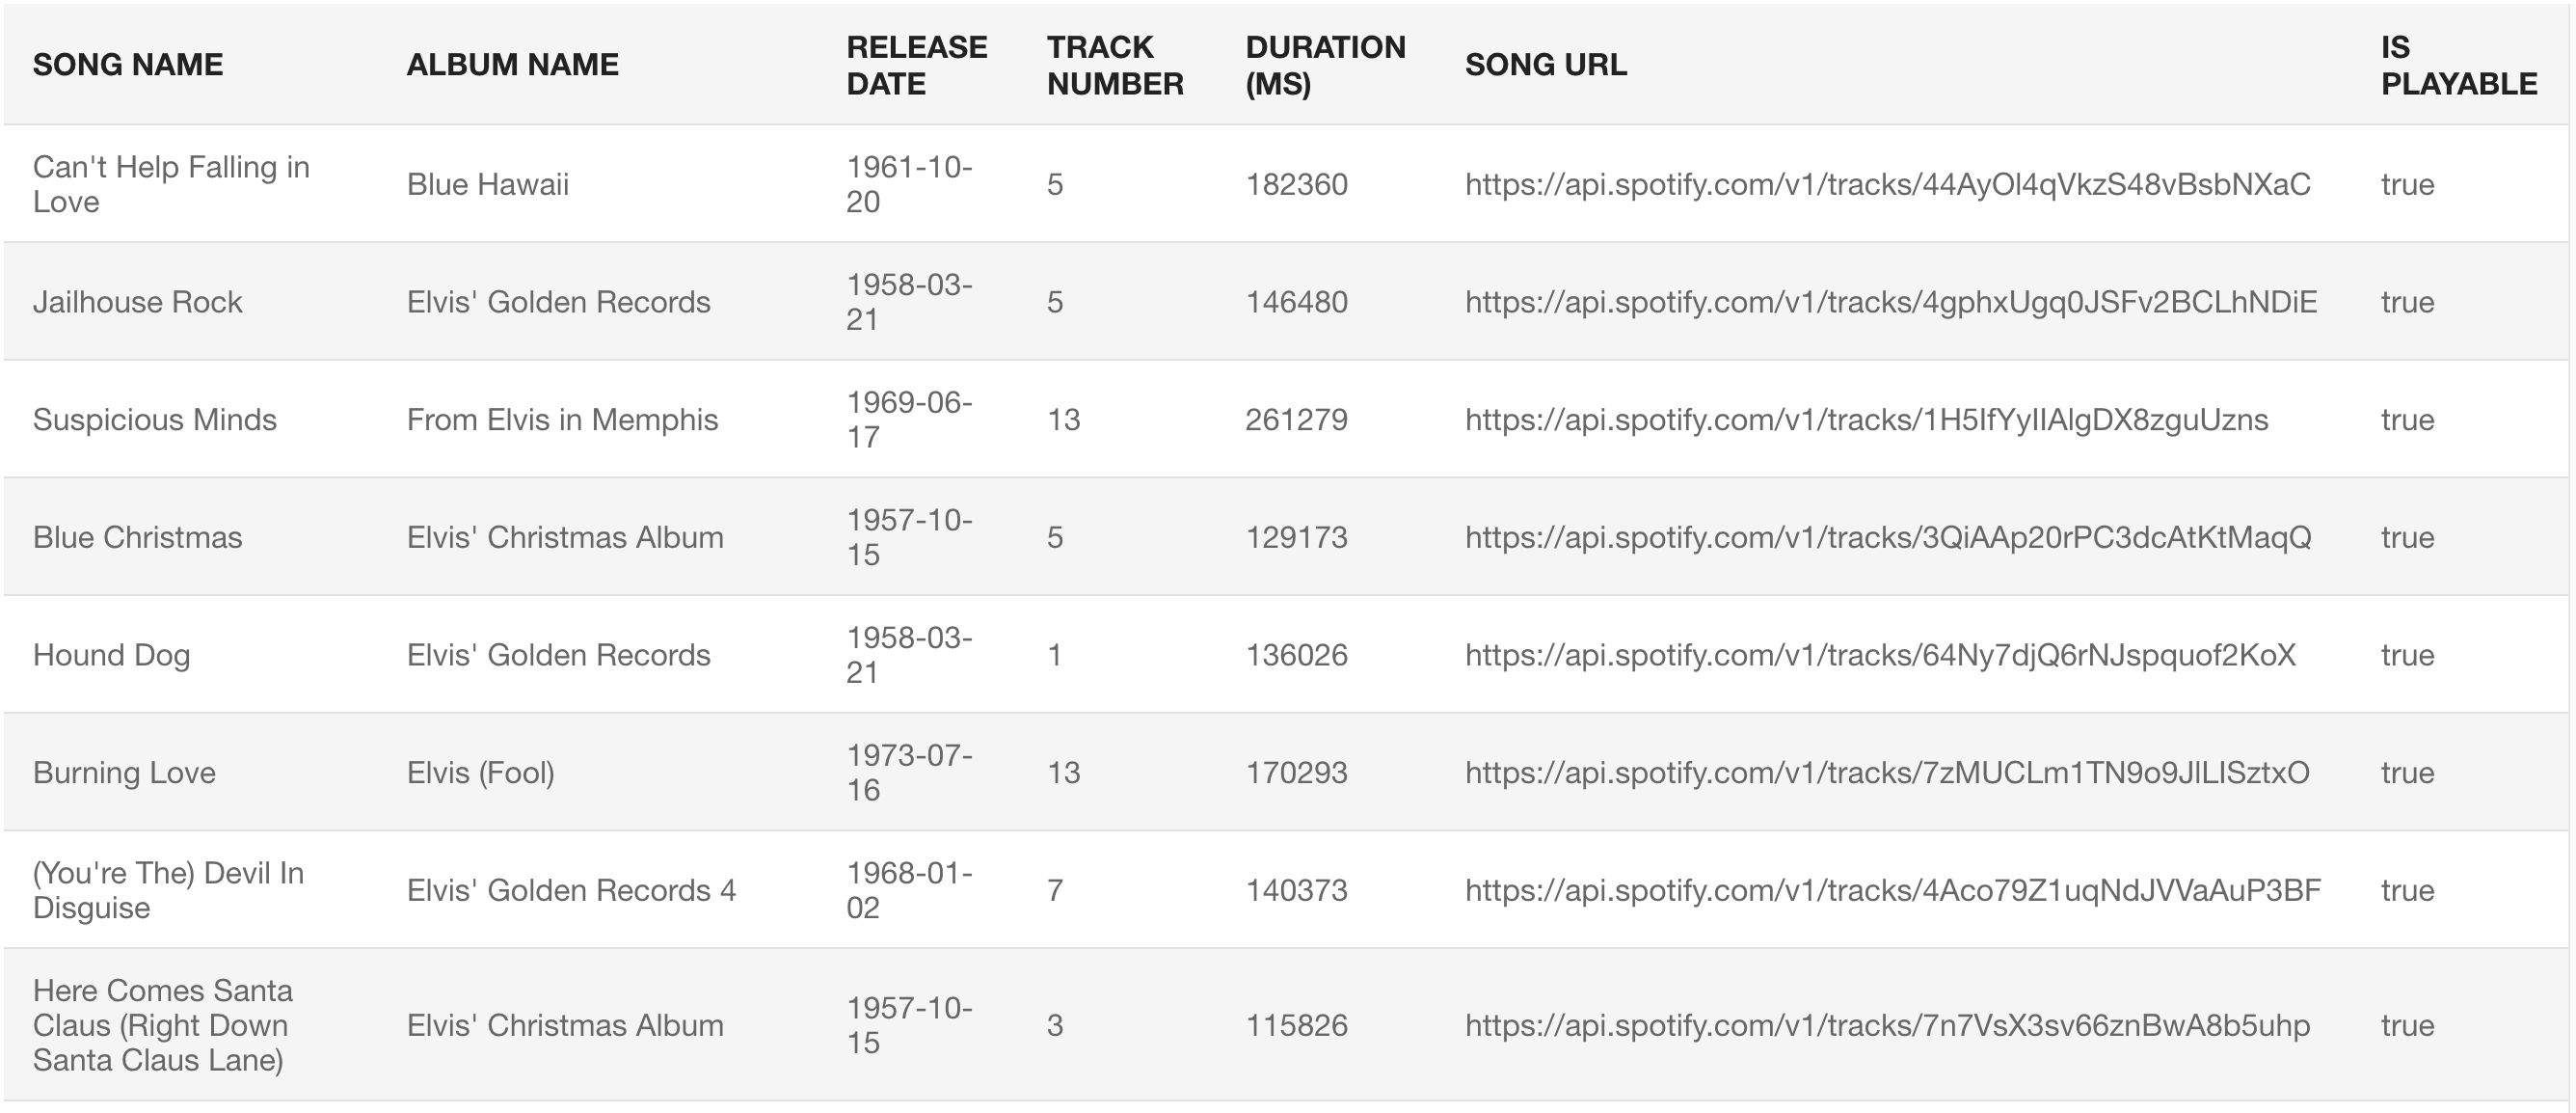 SONG NAME ALBUM NAME RELEASE DATE TRACK NUMBER DURATION (MS) SONG URL IS PLAYABLE
Can't Help Falling in Love Blue Hawaii 1961-10-20 5 182360 https://api.spotify.com/v1/tracks/44AyOl4qVkzS48vBsbNXaC true
Jailhouse Rock Elvis' Golden Records 1958-03-21 5 146480 https://api.spotify.com/v1/tracks/4gphxUgq0JSFv2BCLhNDiE true
Suspicious Minds From Elvis in Memphis 1969-06-17 13 261279 https://api.spotify.com/v1/tracks/1H5IfYyIIAlgDX8zguUzns true
Blue Christmas Elvis' Christmas Album 1957-10-15 5 129173 https://api.spotify.com/v1/tracks/3QiAAp20rPC3dcAtKtMaqQ true
Hound Dog Elvis' Golden Records 1958-03-21 1 136026 https://api.spotify.com/v1/tracks/64Ny7djQ6rNJspquof2KoX true
Burning Love Elvis (Fool) 1973-07-16 13 170293 https://api.spotify.com/v1/tracks/7zMUCLm1TN9o9JlLISztxO true
(You're The) Devil In Disguise Elvis' Golden Records 4 1968-01-02 7 140373 https://api.spotify.com/v1/tracks/4Aco79Z1uqNdJVVaAuP3BF true
Here Comes Santa Claus (Right Down Santa Claus Lane) Elvis' Christmas Album 1957-10-15 3 115826 https://api.spotify.com/v1/tracks/7n7VsX3sv66znBwA8b5uhp true